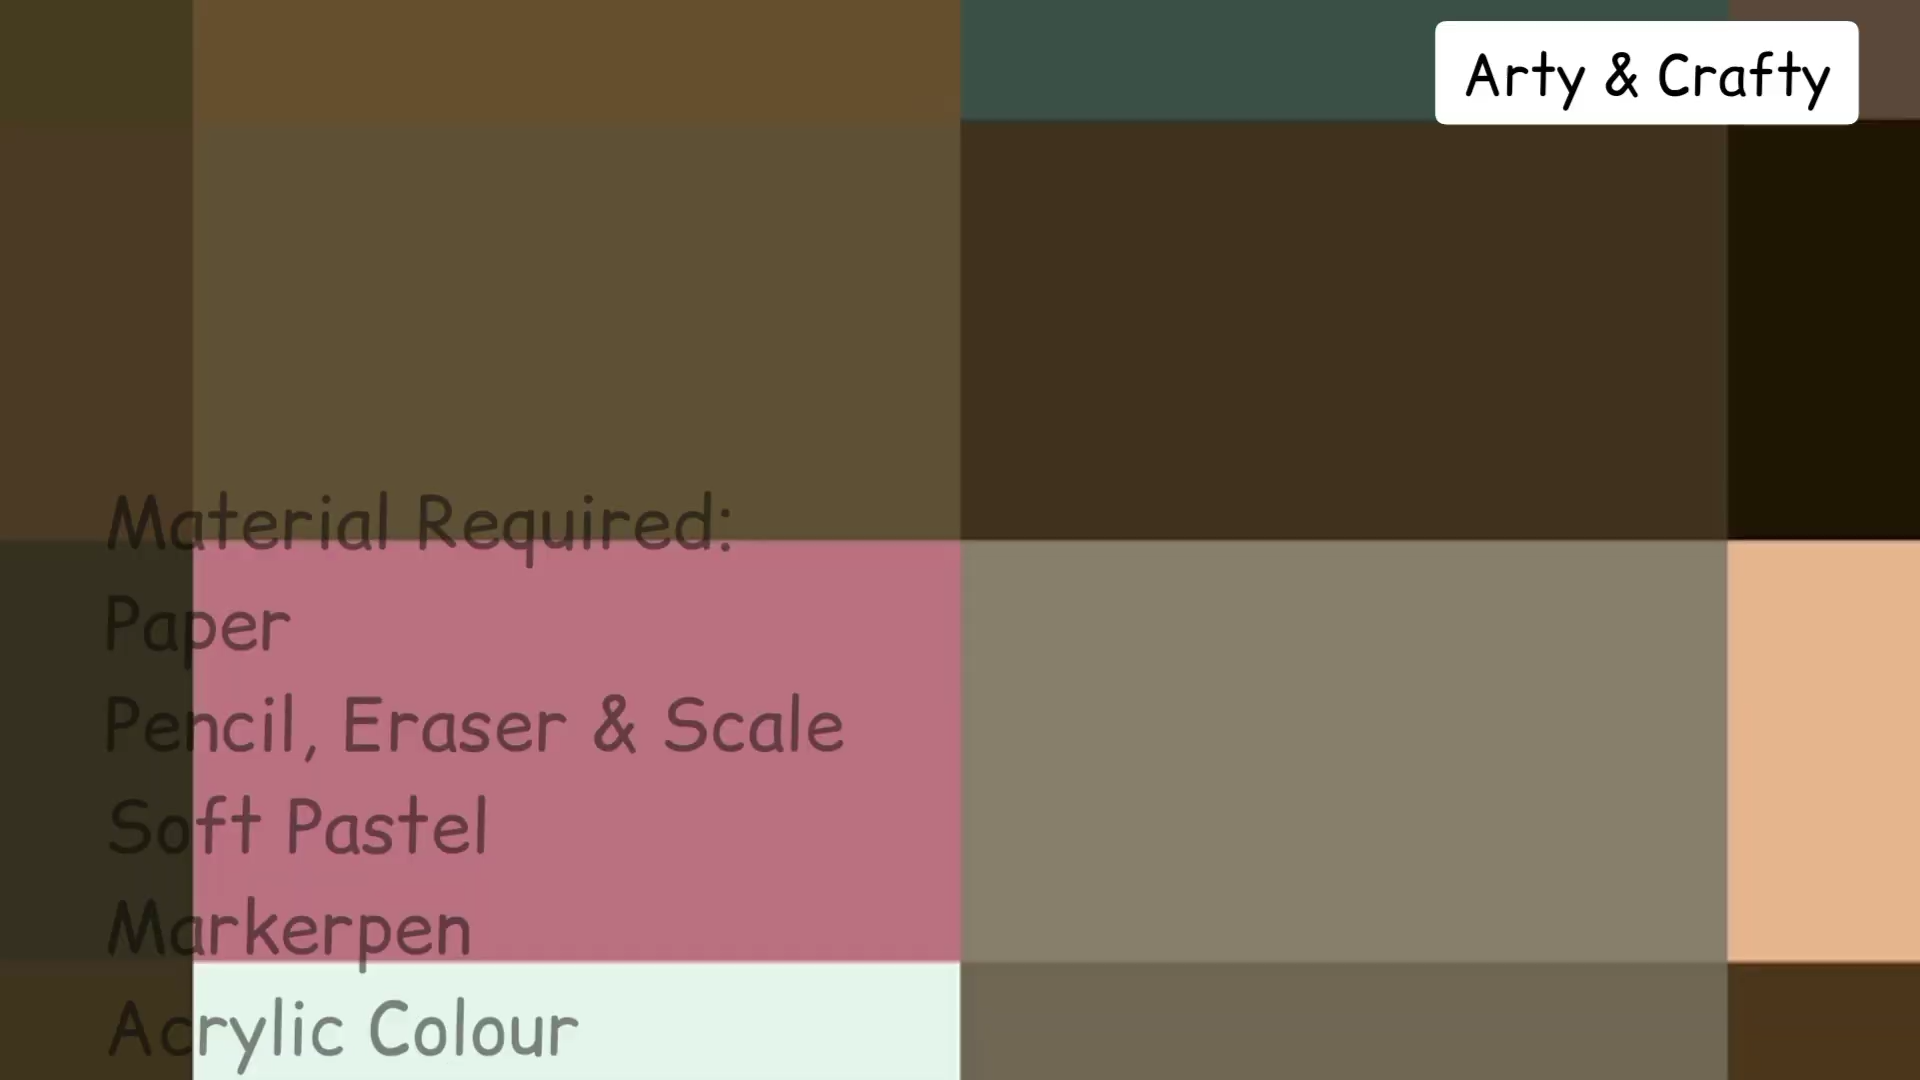 Arty & Crafty
Material Required:
Paper
Pencil, Eraser & Scale
Soft Pastel
Markerpen
Acrylic Colour